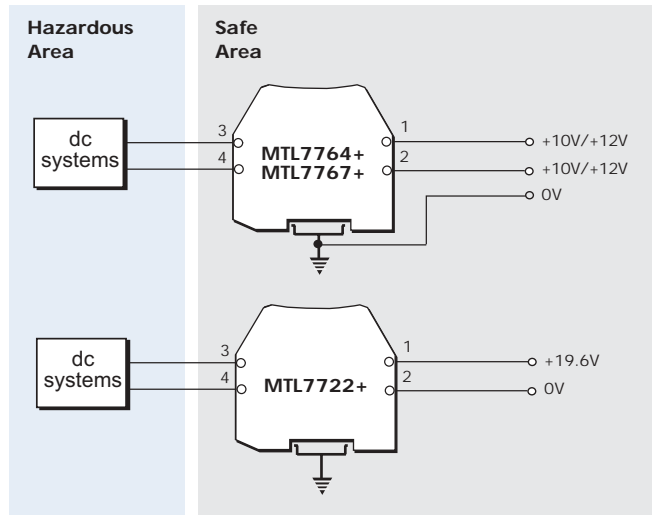 Hazardous
Area
Safe
Area
dc
systems
3
4
MTL7764+
MTL7767+
1
2
+10V/+12V
+10V/+12V
0V
dc
systems
3
4
MTL7722+
1
2
+19.6V
0V